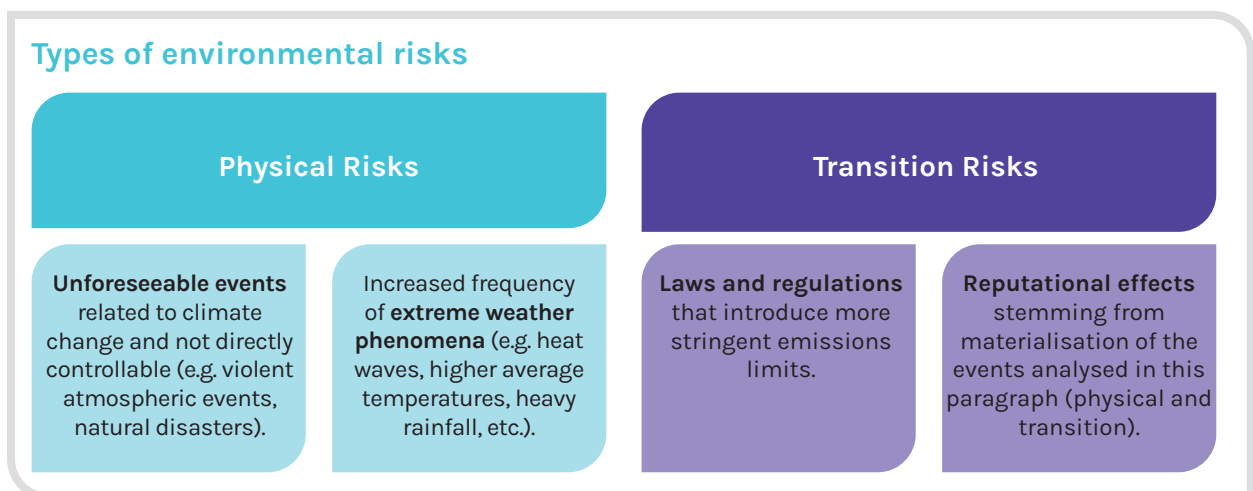 Types of environmental risks
Physical Risks
Transition Risks
Unforeseeable events
related to climate
change and not directly
controllable (e.g. violent
atmospheric events,
natural disasters).
Increased frequency
of extreme weather
phenomena (e.g. heat
waves, higher average
temperatures, heavy
rainfall, etc.).
Laws and regulations
that introduce more
stringent emissions
limits.
Reputational effects
stemming from
materialisation of the
events analysed in this
paragraph (physical and
transition).